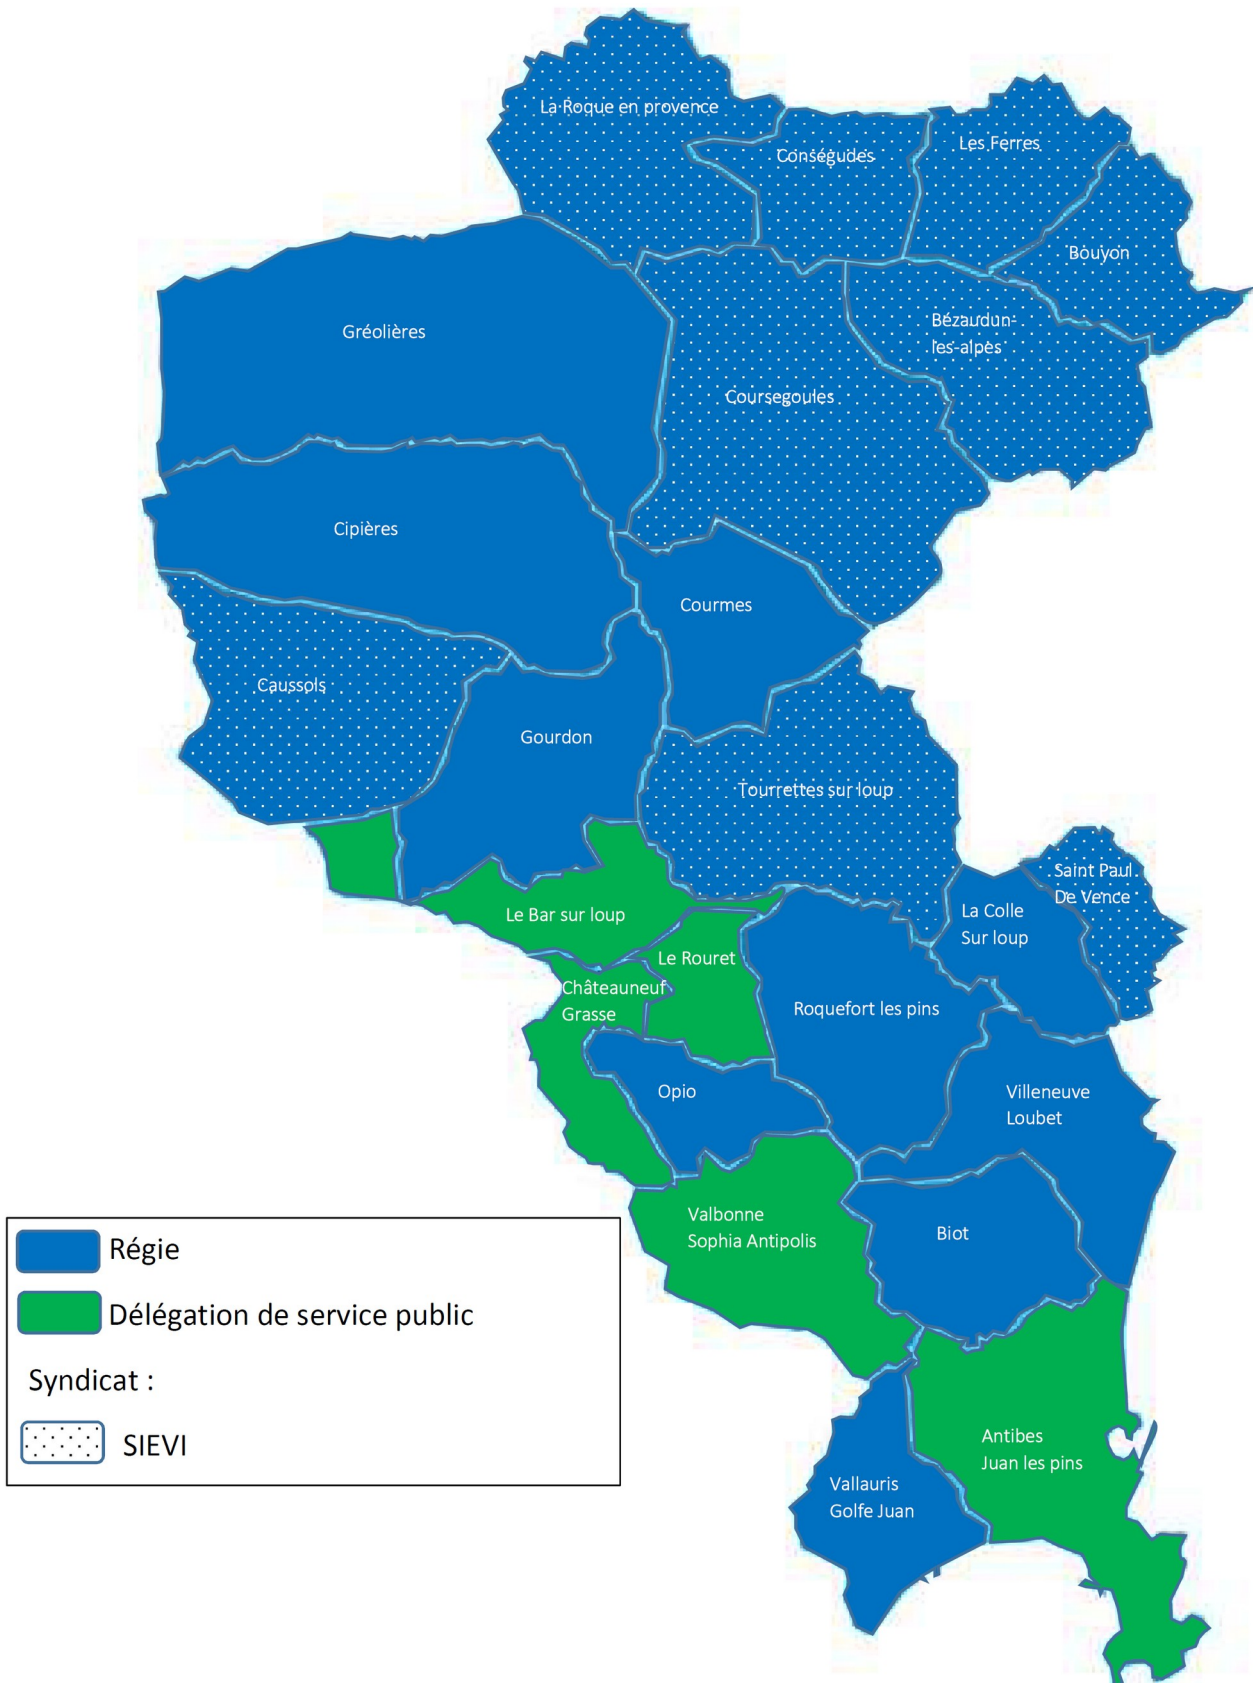 La Roque en provence
Conségudes
Les Ferres
Bouyon
Gréolières
Bézaudun-
les-alpes
Coursegoules
Cipières
Courmes
Caussols
Gourdon
Tourrettes sur loup
Saint Paul
De Vence
Le Bar sur loup
La Colle
Sur loup
Le Rouret
Châteauneuf
Grasse
Roquefort les pins
Opio
Villeneuve
Loubet
Valbonne
Sophia Antipolis
Biot
Antibes
Juan les pins
Vallauris
Golfe Juan
Régie
Délégation de service public
Syndicat :
SIEVI